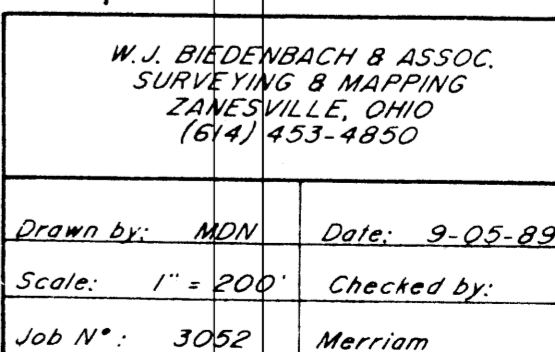 W.J. BIEDENBACH & ASSOC.
SURVEYING & MAPPING
ZANESVILLE, OHIO
(614) 453-4850
Drawn by: MDN Date: 9-05-89
Scale: 1" = 200' Checked by:
Job Nº: 3052 Merriam